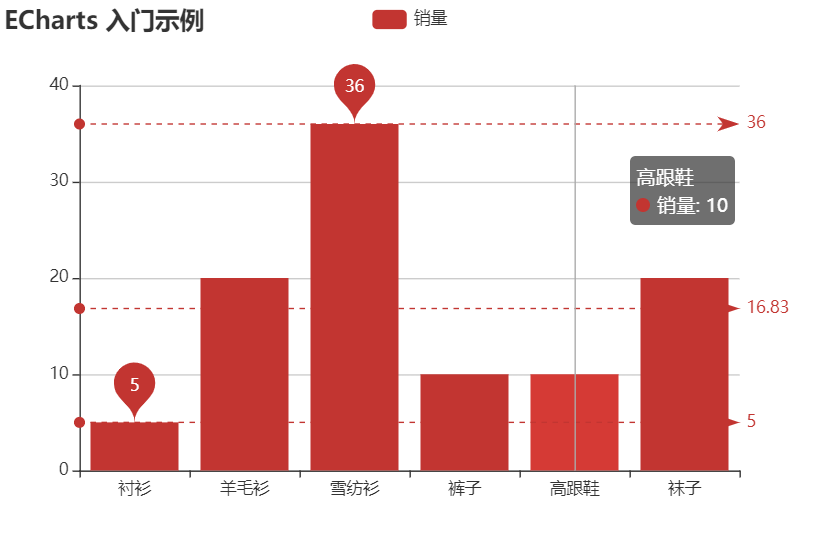 ECharts 入门示例
销量
40
30
20
10
0
36
5
36
16.83
5
高跟鞋
销量: 10
衬衫
羊毛衫
雪纺衫
裤子
高跟鞋
袜子